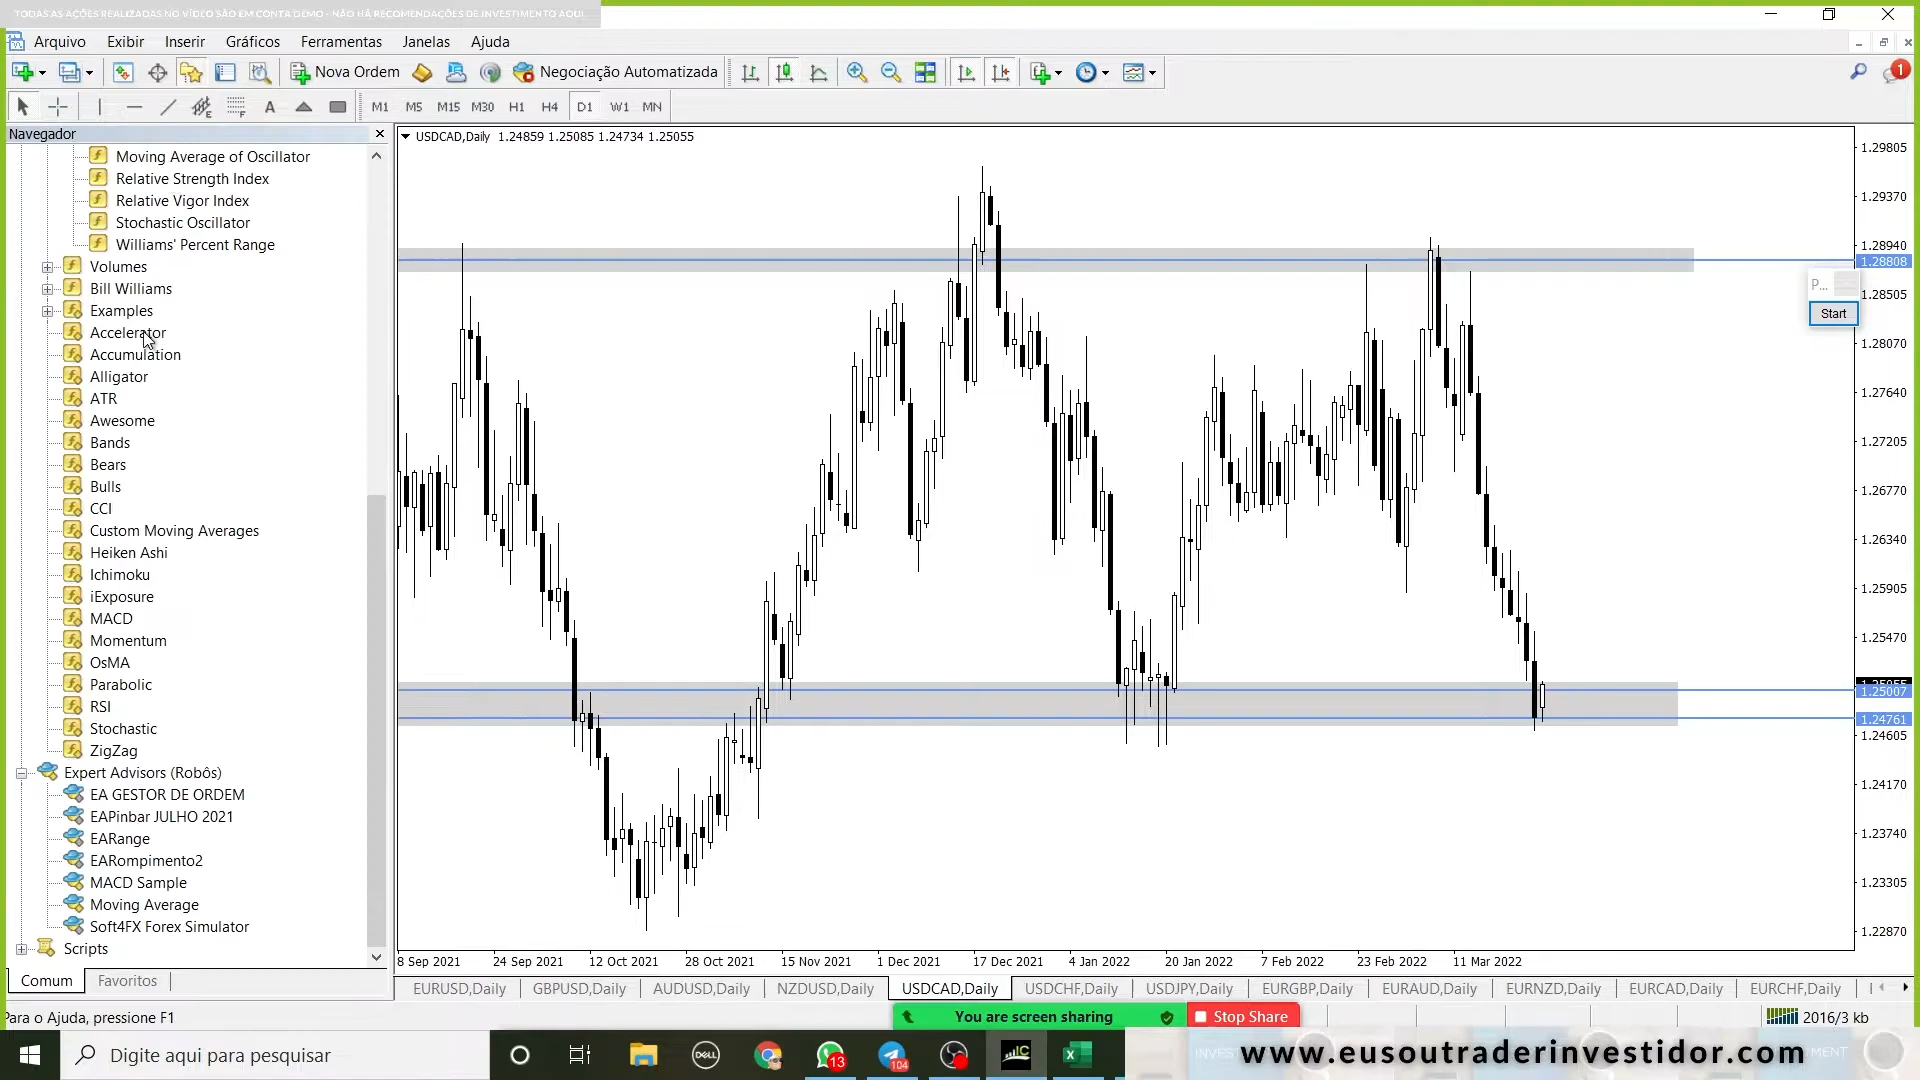 TODAS AS AÇÕES REALIZADAS NO VÍDEO SÃO EM CONTA DEMO - NÃO HÁ RECOMENDAÇÕES DE INVESTIMENTO AQUI.
Arquivo Exibir Inserir Gráficos Ferramentas Janelas Ajuda
Nova Ordem Negociação Automatizada 1
A M1 M5 M15 M30 H1 H4 D1 W1 MN
Navegador
Moving Average of Oscillator
Relative Strength Index
Relative Vigor Index
Stochastic Oscillator
Williams' Percent Range
Volumes
Bill Williams
Examples
Accelerator
Accumulation
Alligator
ATR
Awesome
Bands
Bears
Bulls
CCI
Custom Moving Averages
Heiken Ashi
Ichimoku
iExposure
MACD
Momentum
OsMA
Parabolic
RSI
Stochastic
ZigZag
Expert Advisors (Robôs)
EA GESTOR DE ORDEM
EAPinbar JULHO 2021
EARange
EARompimento2
MACD Sample
Moving Average
Soft4FX Forex Simulator
Scripts
Comum Favoritos
USDCAD,Daily 1.24859 1.25085 1.24734 1.25055
1.29805
1.29370
1.28940
1.28808
P...
Start
1.28505
1.28070
1.27640
1.27205
1.26770
1.26340
1.25905
1.25470
1.25007
1.24761
1.24605
1.24170
1.23740
1.23305
1.22870
8 Sep 2021 24 Sep 2021 12 Oct 2021 28 Oct 2021 15 Nov 2021 1 Dec 2021 17 Dec 2021 4 Jan 2022 20 Jan 2022 7 Feb 2022 23 Feb 2022 11 Mar 2022
EURUSD,Daily GBPUSD,Daily AUDUSD,Daily NZDUSD,Daily USDCAD,Daily USDCHF,Daily USDJPY,Daily EURGBP,Daily EURAUD,Daily EURNZD,Daily EURCAD,Daily EURCHF,Daily
Para o Ajuda, pressione F1
You are screen sharing Stop Share
2016/3 kb
Digite aqui para pesquisar
DELL 13 104 IC
www.eusoutraderinvestidor.com